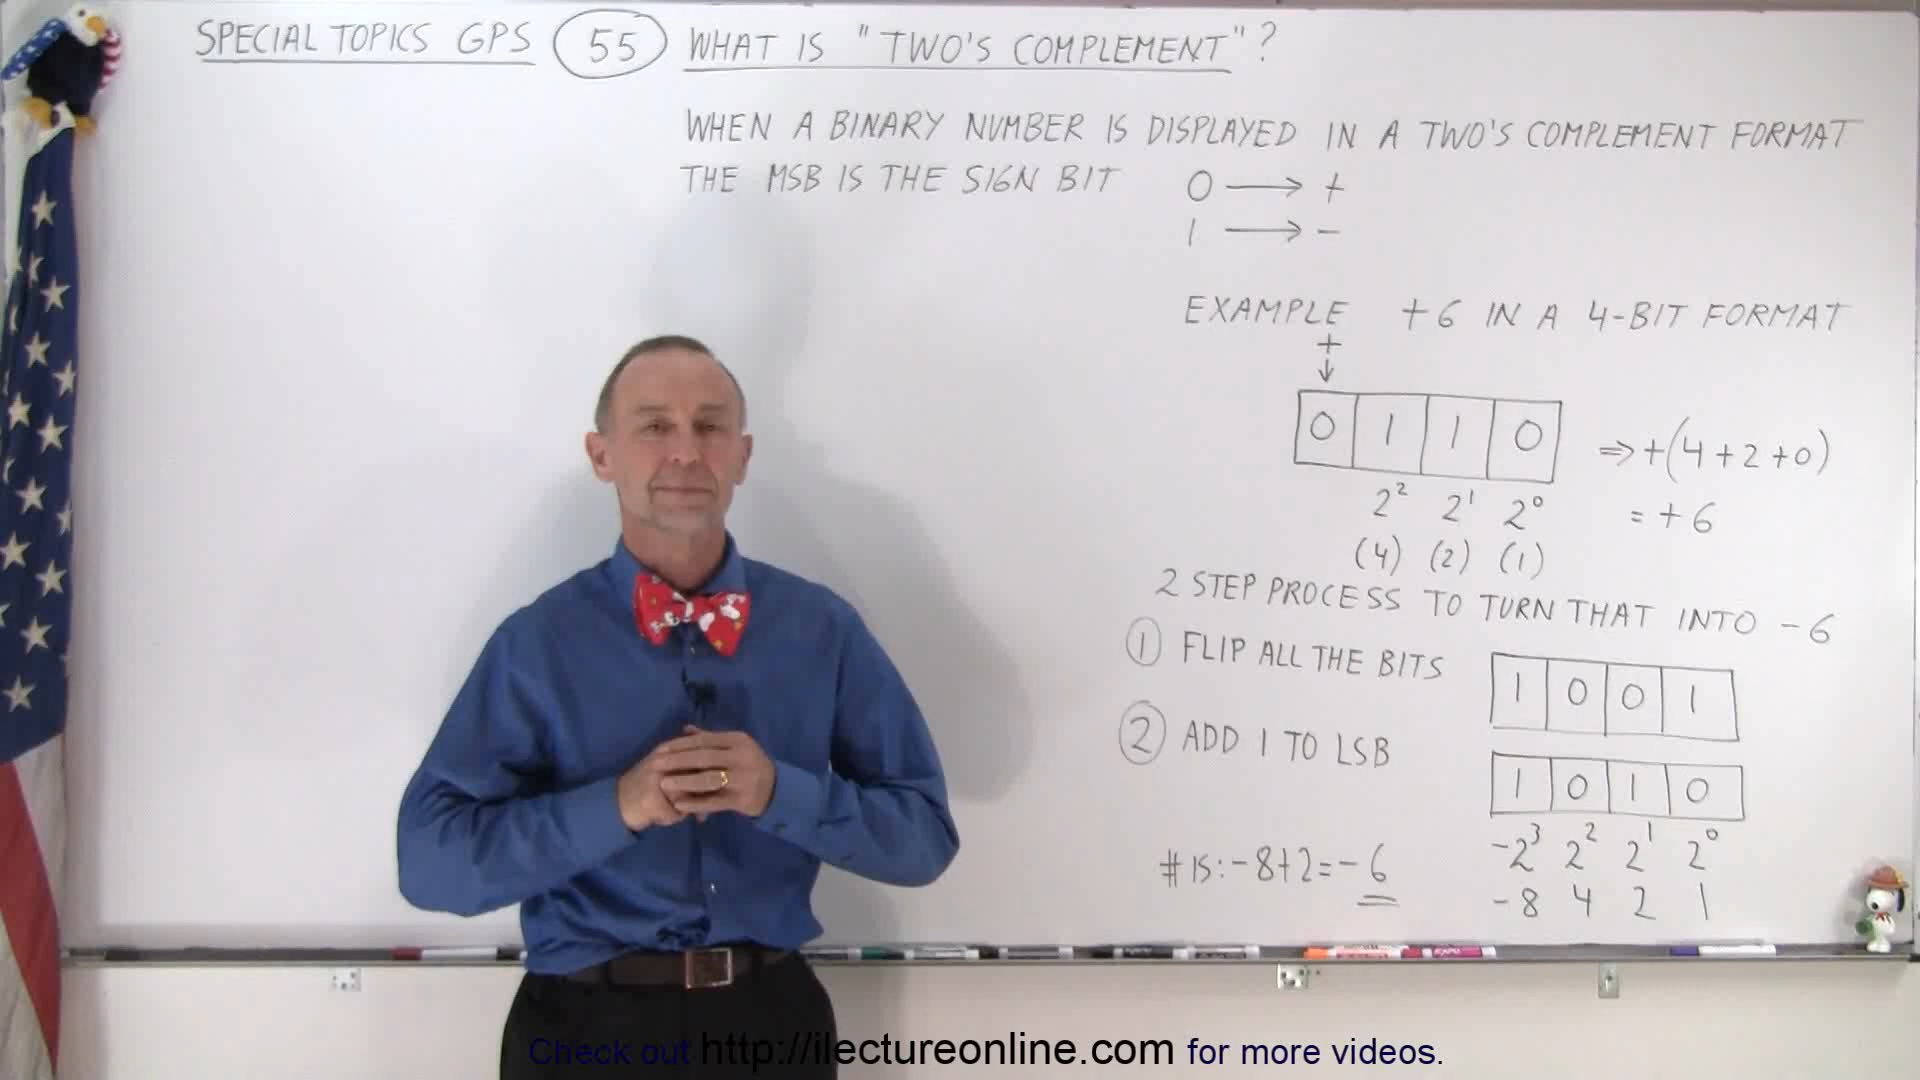 SPECIAL TOPICS GPS 55 WHAT IS "TWO'S COMPLEMENT"?
WHEN A BINARY NUMBER IS DISPLAYED IN A TWO'S COMPLEMENT FORMAT
THE MSB IS THE SIGN BIT 0 → +
1 → -
EXAMPLE +6 IN A 4-BIT FORMAT
+
↓
0 1 1 0 ⇒ +(4+2+0)
2² 2¹ 2⁰ = +6
(4) (2) (1)
2 STEP PROCESS TO TURN THAT INTO -6
① FLIP ALL THE BITS 1 0 0 1
② ADD 1 TO LSB 1 0 1 0
-2³ 2² 2¹ 2⁰
# IS: -8+2=-6
-8 4 2 1
Check out http://ilectureonline.com for more videos.